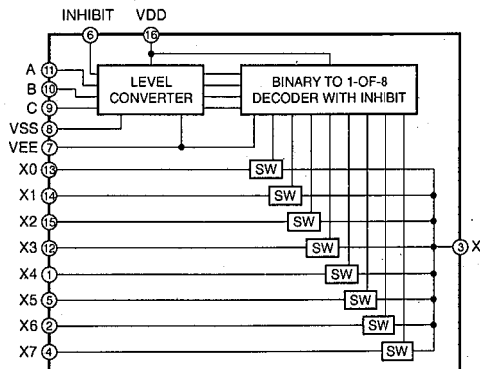 INHIBIT VDD
6 16
A 11
B 10
C 9
VSS 8
VEE 7
LEVEL
CONVERTER
BINARY TO 1-OF-8
DECODER WITH INHIBIT
X0 13 SW
X1 14 SW
X2 15 SW
X3 12 SW
3 X
X4 1 SW
X5 5 SW
X6 2 SW
X7 4 SW